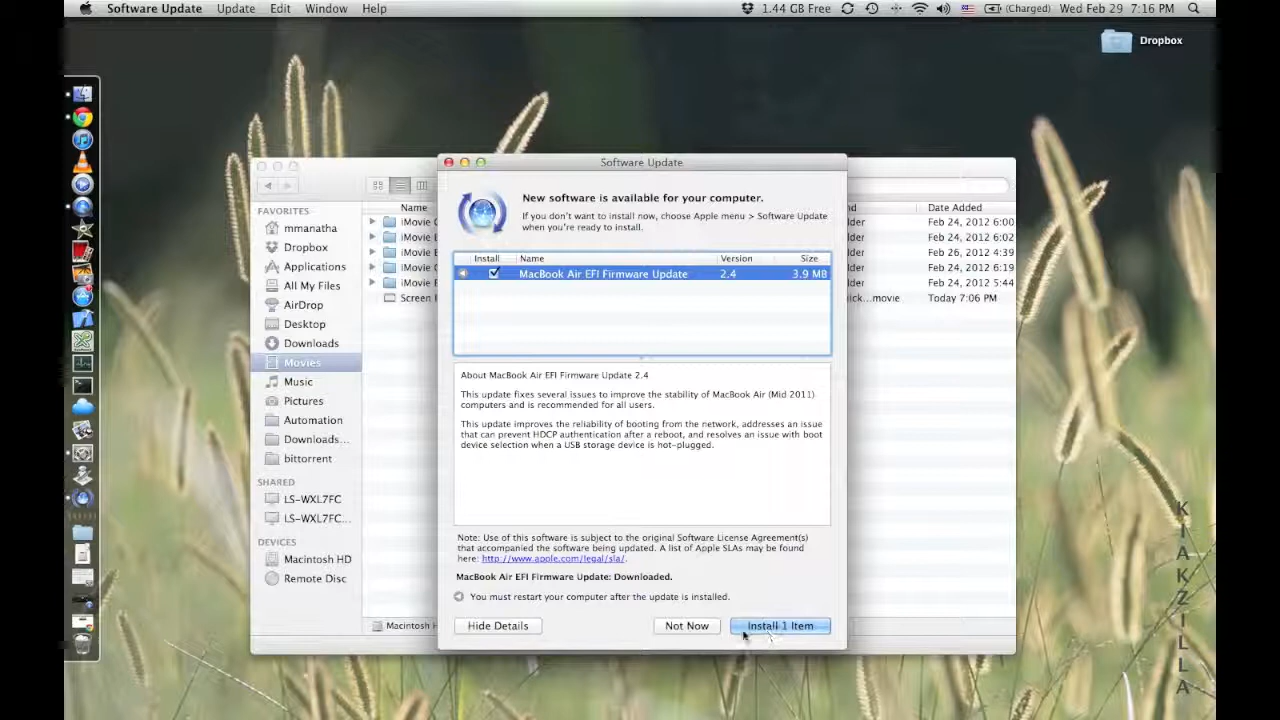 Software Update Update Edit Window Help 1.44 GB Free (Charged) Wed Feb 29 7:16 PM
Dropbox
Software Update
New software is available for your computer.
If you don't want to install now, choose Apple menu > Software Update
when you're ready to install.
Install Name Version Size
MacBook Air EFI Firmware Update 2.4 3.9 MB
About MacBook Air EFI Firmware Update 2.4
This update fixes several issues to improve the stability of MacBook Air (Mid 2011)
computers and is recommended for all users.
This update improves the reliability of booting from the network, addresses an issue
that can prevent HDCP authentication after a reboot, and resolves an issue with boot
device selection when a USB storage device is hot-plugged.
Note: Use of this software is subject to the original Software License Agreement(s)
that accompanied the software being updated. A list of Apple SLAs may be found
here: http://www.apple.com/legal/sla/.
MacBook Air EFI Firmware Update: Downloaded.
You must restart your computer after the update is installed.
Hide Details Not Now Install 1 Item
FAVORITES
mmanatha
Dropbox
Applications
All My Files
AirDrop
Desktop
Downloads
Movies
Music
Pictures
Automation
Downloads...
bittorrent
SHARED
LS-WXL7FC
LS-WXL7FC...
DEVICES
Macintosh HD
Remote Disc
Name
iMovie
iMovie
iMovie
iMovie
iMovie
Screen
Date Added
Feb 24, 2012 6:00
Feb 24, 2012 6:02
Feb 26, 2012 4:39
Feb 24, 2012 6:19
Feb 24, 2012 5:44
Today 7:06 PM
Macintosh
KIAKZILLA